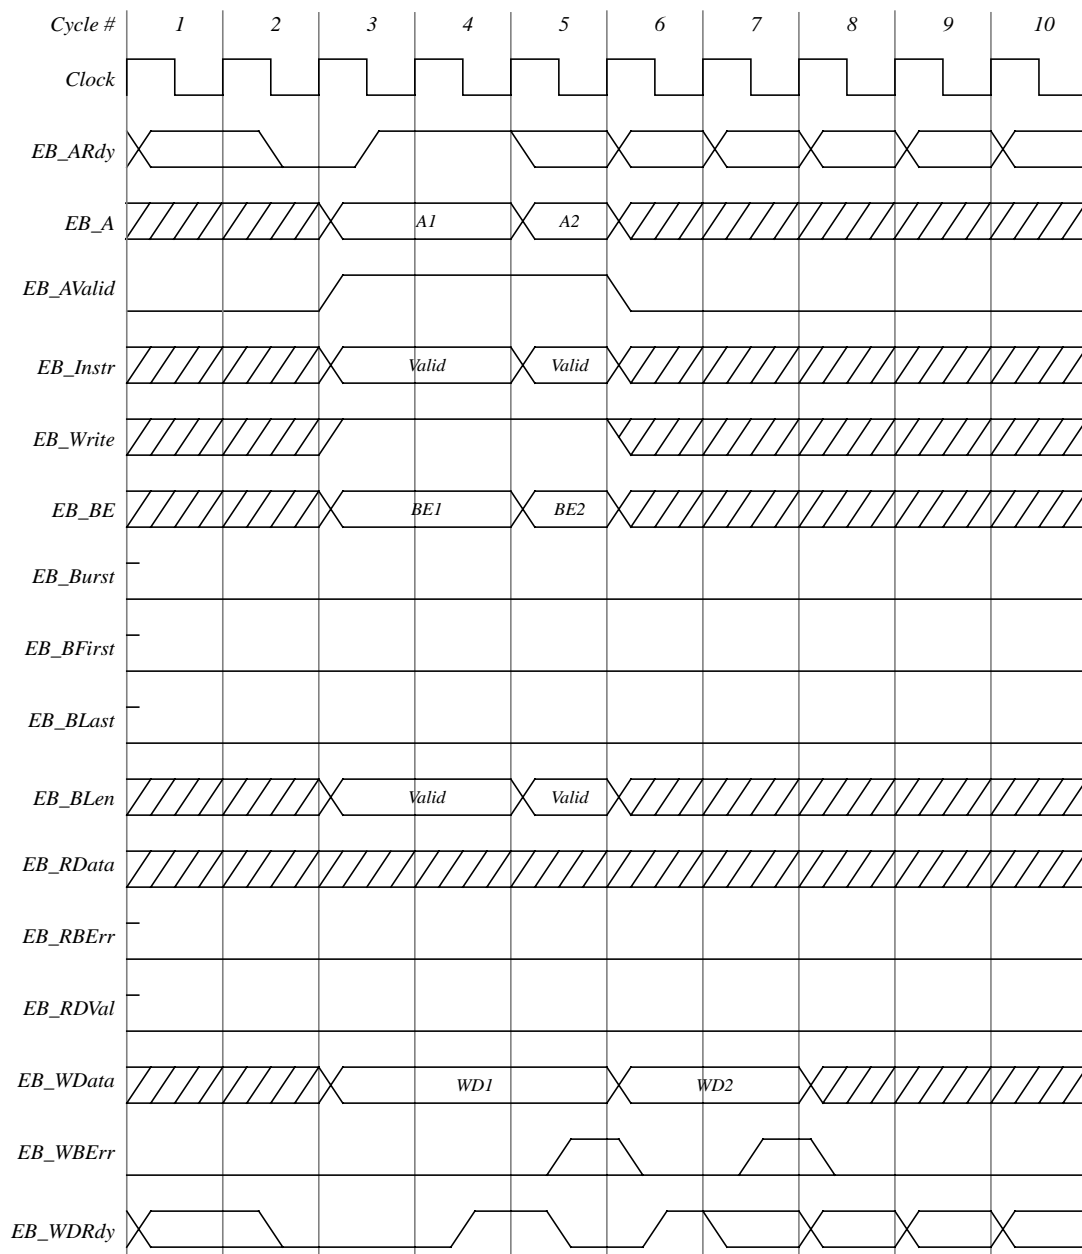 Cycle # 1 2 3 4 5 6 7 8 9 10
Clock
EB_ARdy
EB_A A1 A2
EB_AValid
EB_Instr Valid Valid
EB_Write
EB_BE BE1 BE2
EB_Burst
EB_BFirst
EB_BLast
EB_BLen Valid Valid
EB_RData
EB_RBErr
EB_RDVal
EB_WData WD1 WD2
EB_WBErr
EB_WDRdy